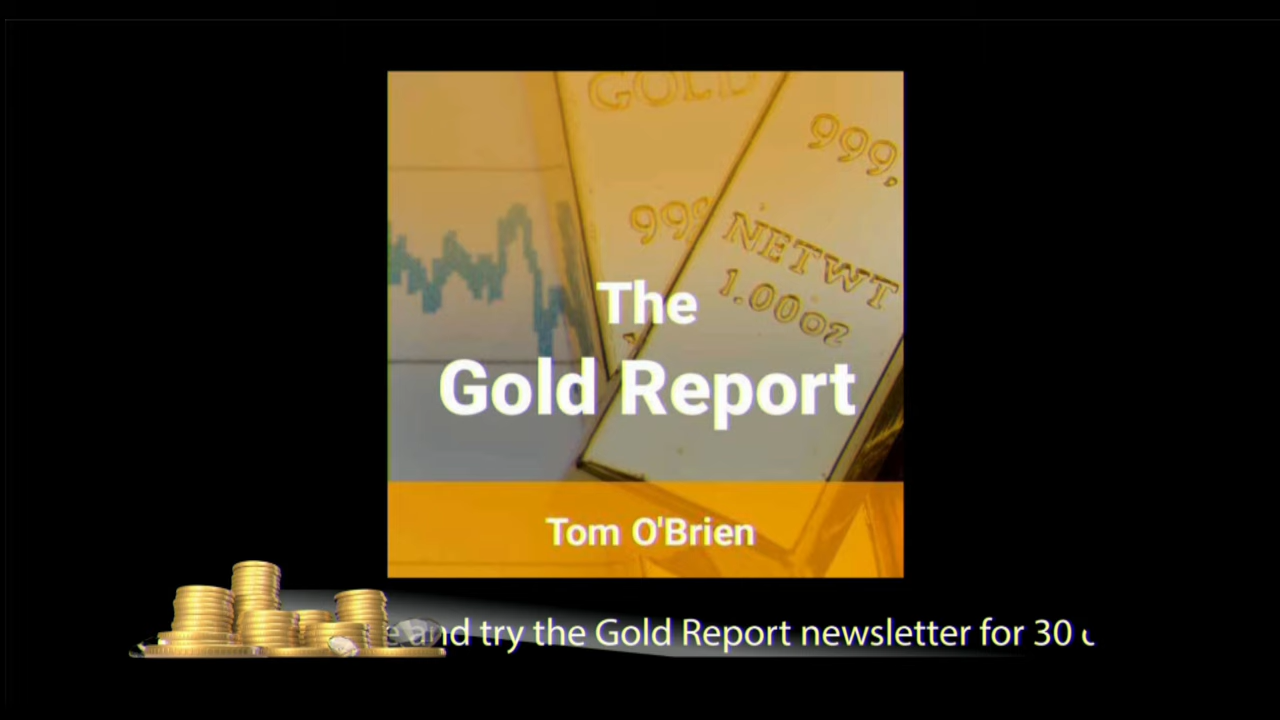 GOLD
999,
999
NETWT
1.00oz
The
Gold Report
Tom O'Brien
and try the Gold Report newsletter for 30